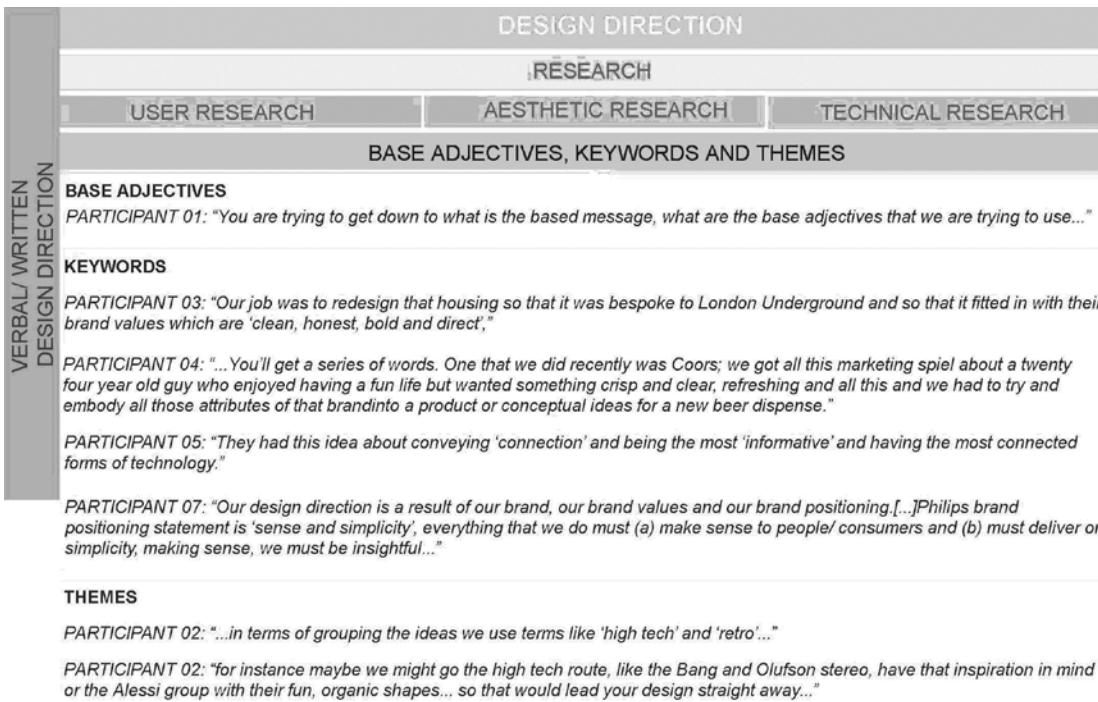 DESIGN DIRECTION
RESEARCH
USER RESEARCH
AESTHETIC RESEARCH
TECHNICAL RESEARCH
BASE ADJECTIVES, KEYWORDS AND THEMES
VERBAL/ WRITTEN
DESIGN DIRECTION
BASE ADJECTIVES
PARTICIPANT 01: “You are trying to get down to what is the based message, what are the base adjectives that we are trying to use...”
KEYWORDS
PARTICIPANT 03: “Our job was to redesign that housing so that it was bespoke to London Underground and so that it fitted in with their
brand values which are ‘clean, honest, bold and direct’,”
PARTICIPANT 04: “...You’ll get a series of words. One that we did recently was Coors; we got all this marketing spiel about a twenty
four year old guy who enjoyed having a fun life but wanted something crisp and clear, refreshing and all this and we had to try and
embody all those attributes of that brandinto a product or conceptual ideas for a new beer dispense.”
PARTICIPANT 05: “They had this idea about conveying ‘connection’ and being the most ‘informative’ and having the most connected
forms of technology.”
PARTICIPANT 07: “Our design direction is a result of our brand, our brand values and our brand positioning.[...]Philips brand
positioning statement is ‘sense and simplicity’, everything that we do must (a) make sense to people/ consumers and (b) must deliver on
simplicity, making sense, we must be insightful...”
THEMES
PARTICIPANT 02: “...in terms of grouping the ideas we use terms like ‘high tech’ and ‘retro’...”
PARTICIPANT 02: “for instance maybe we might go the high tech route, like the Bang and Olufson stereo, have that inspiration in mind
or the Alessi group with their fun, organic shapes... so that would lead your design straight away...”